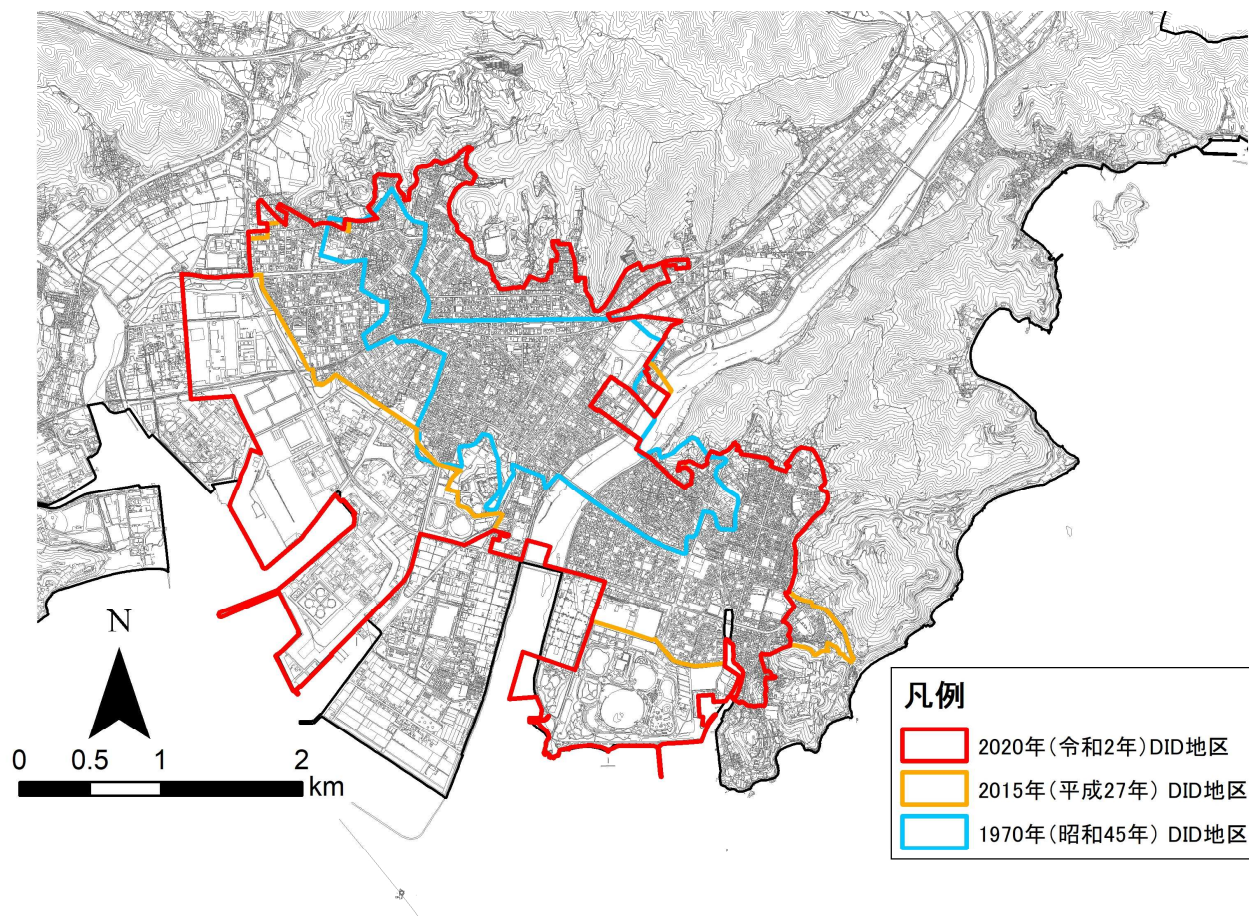 N
0 0.5 1 2
km
凡例
2020年(令和2年)DID地区
2015年(平成27年) DID地区
1970年(昭和45年) DID地区